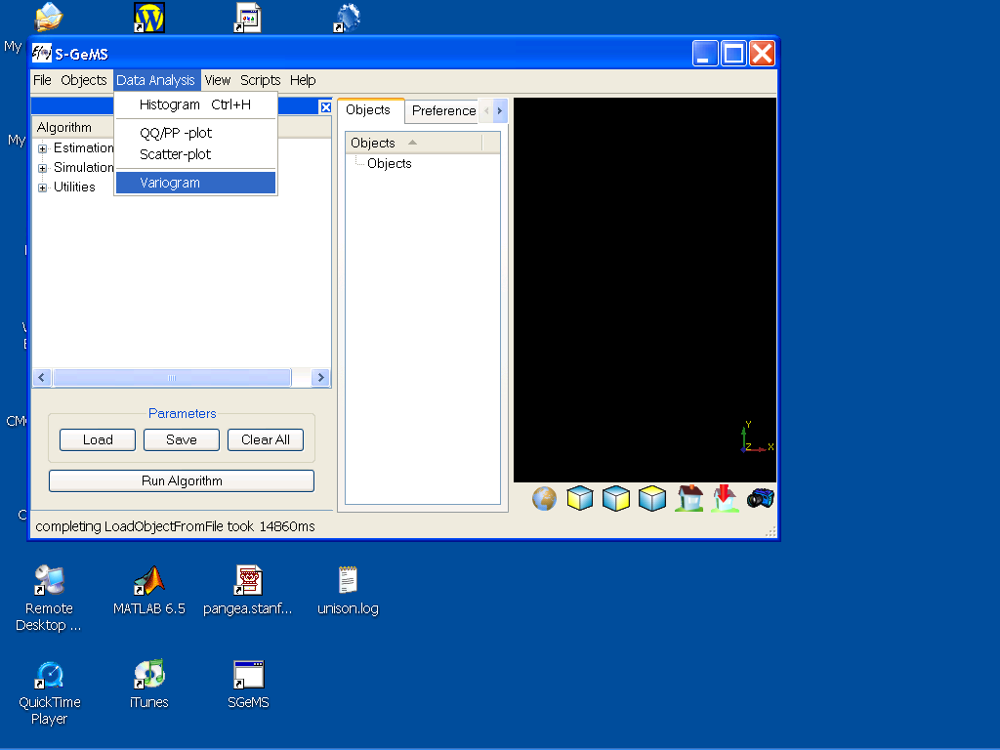 My
S-GeMS
File Objects Data Analysis View Scripts Help
Histogram Ctrl+H
QQ/PP -plot
Scatter-plot
Variogram
Algorithm
Estimation
Simulation
Utilities
Objects Preference
Objects
Objects
My
Parameters
Load Save Clear All
Run Algorithm
completing LoadObjectFromFile took 14860ms
Y
Z X
Remote Desktop ...
MATLAB 6.5
pangea.stanf...
unison.log
QuickTime Player
iTunes
SGeMS